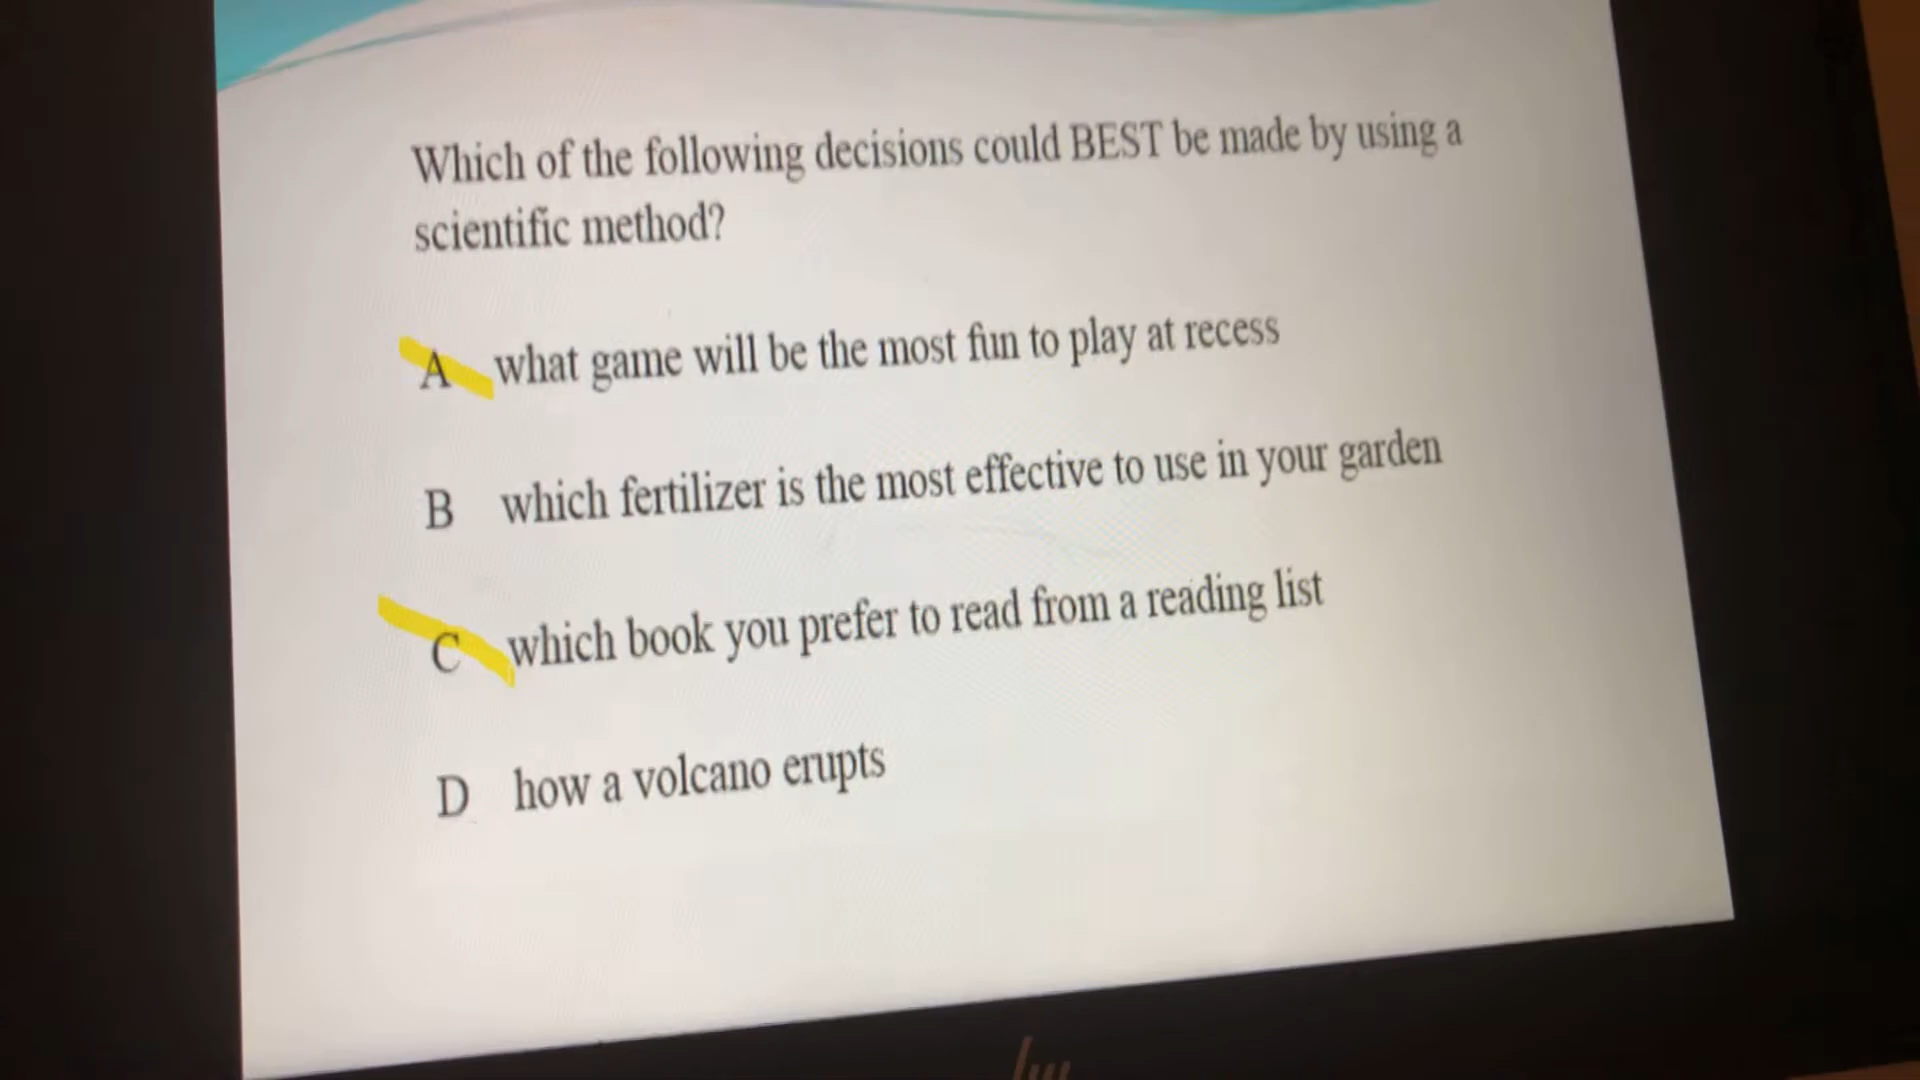 Which of the following decisions could BEST be made by using a
scientific method?
A what game will be the most fun to play at recess
B which fertilizer is the most effective to use in your garden
C which book you prefer to read from a reading list
D how a volcano erupts